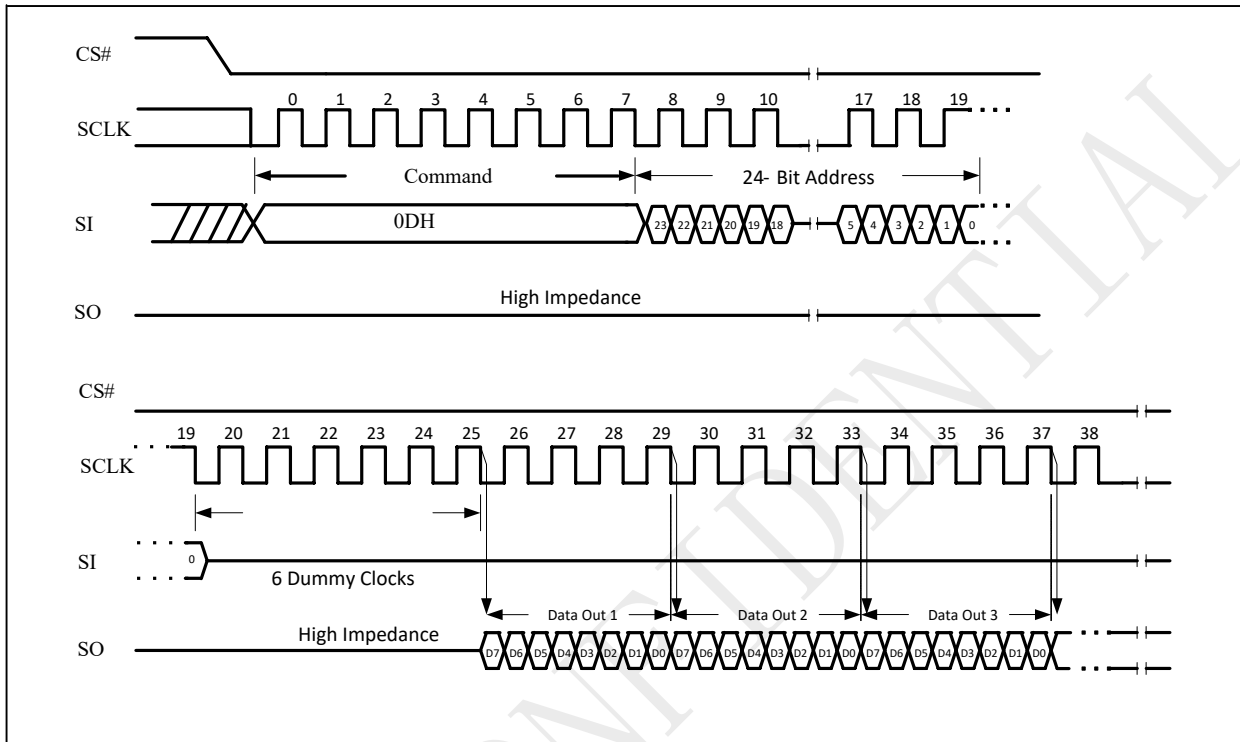 CS#
0 1 2 3 4 5 6 7 8 9 10 17 18 19
SCLK
Command 24- Bit Address
SI 0DH 23 22 21 20 19 18 5 4 3 2 1 0
High Impedance
SO
CS#
19 20 21 22 23 24 25 26 27 28 29 30 31 32 33 34 35 36 37 38
SCLK
SI 0
6 Dummy Clocks
Data Out 1 Data Out 2 Data Out 3
High Impedance
SO D7 D6 D5 D4 D3 D2 D1 D0 D7 D6 D5 D4 D3 D2 D1 D0 D7 D6 D5 D4 D3 D2 D1 D0
NFIDENTIAL